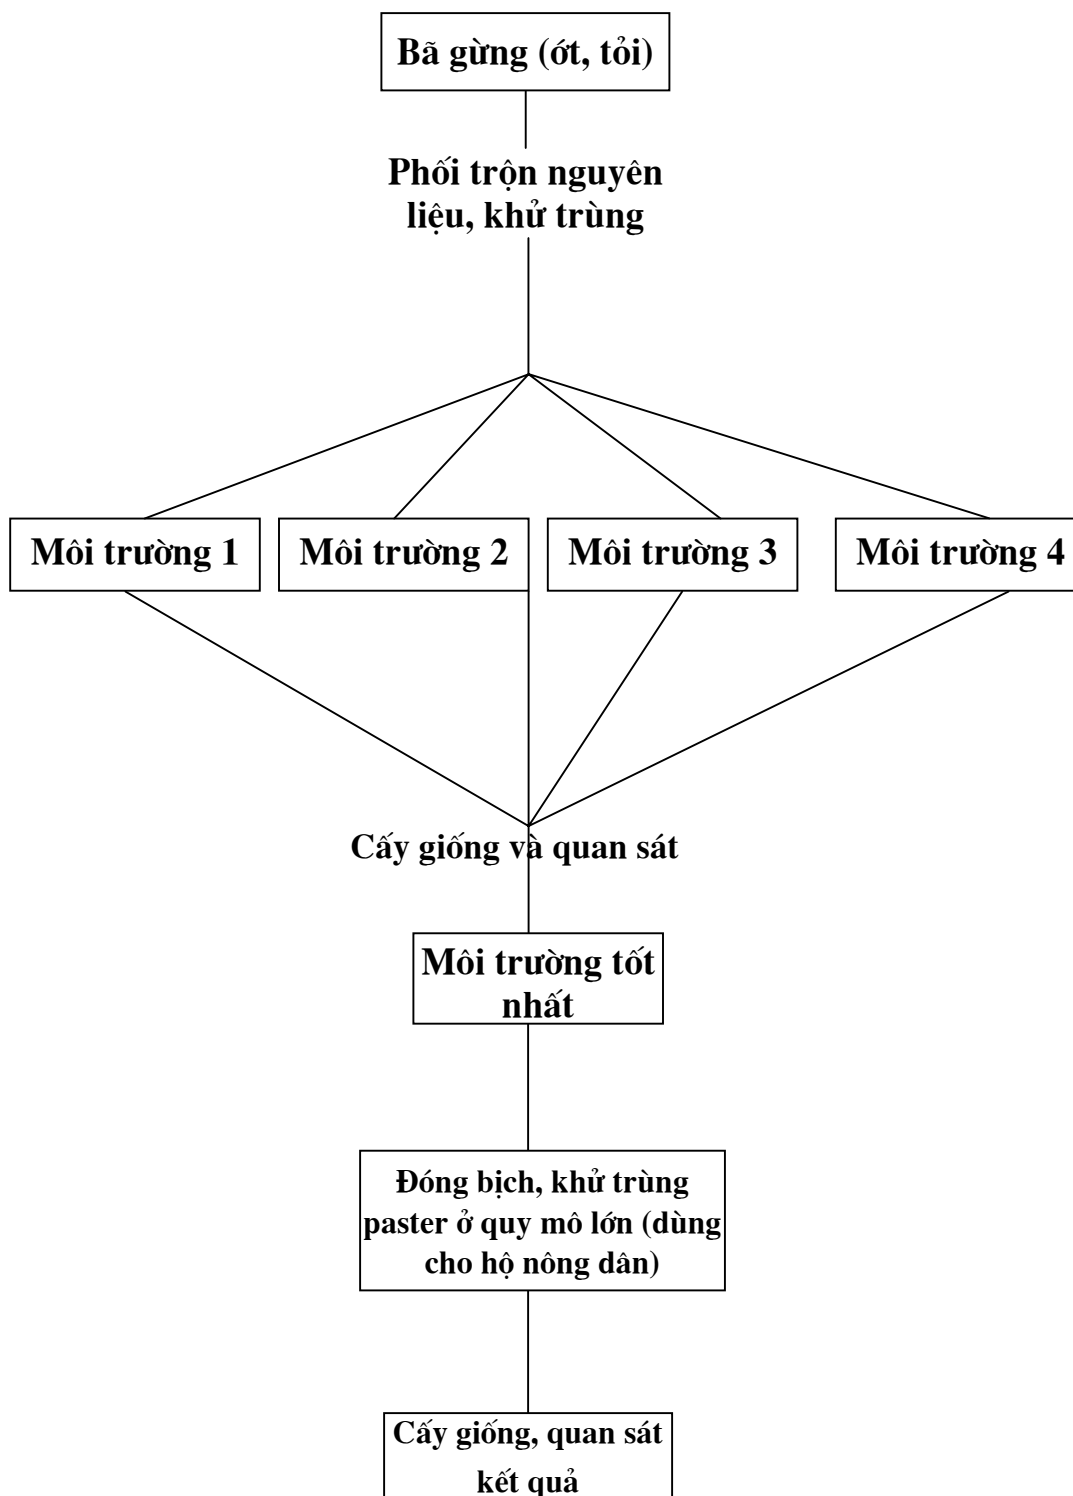 Bã gừng (ớt, tỏi)
Phối trộn nguyên
liệu, khử trùng
Môi trường 1
Môi trường 2
Môi trường 3
Môi trường 4
Cấy giống và quan sát
Môi trường tốt
nhất
Đóng bịch, khử trùng
paster ở quy mô lớn (dùng
cho hộ nông dân)
Cấy giống, quan sát
kết quả